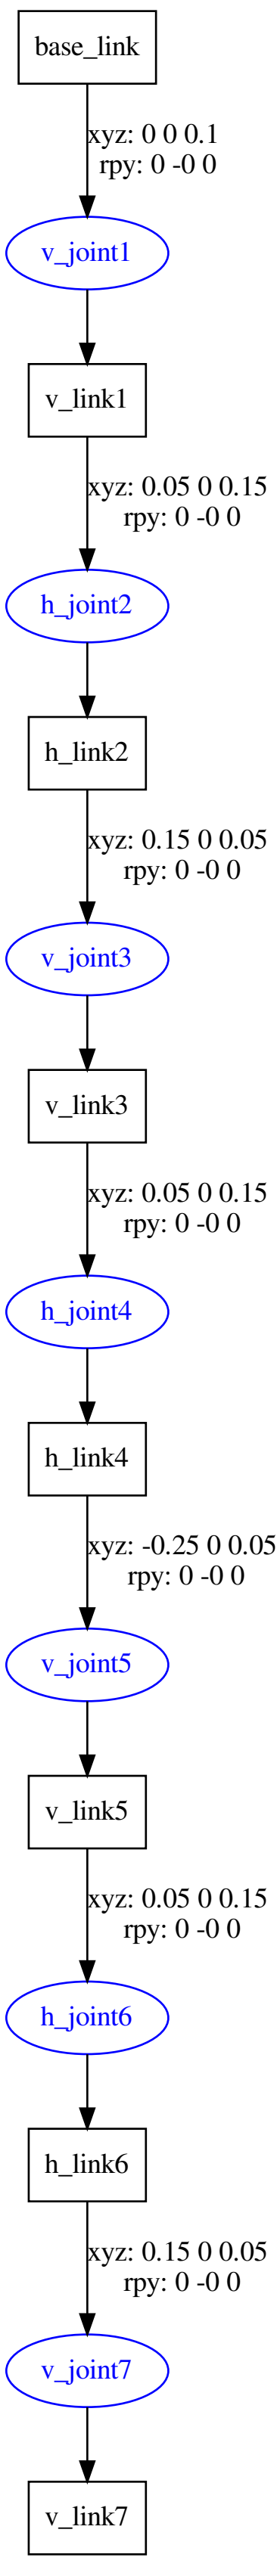 base_link
xyz: 0 0 0.1
rpy: 0 -0 0
v_joint1
v_link1
xyz: 0.05 0 0.15
rpy: 0 -0 0
h_joint2
h_link2
xyz: 0.15 0 0.05
rpy: 0 -0 0
v_joint3
v_link3
xyz: 0.05 0 0.15
rpy: 0 -0 0
h_joint4
h_link4
xyz: -0.25 0 0.05
rpy: 0 -0 0
v_joint5
v_link5
xyz: 0.05 0 0.15
rpy: 0 -0 0
h_joint6
h_link6
xyz: 0.15 0 0.05
rpy: 0 -0 0
v_joint7
v_link7